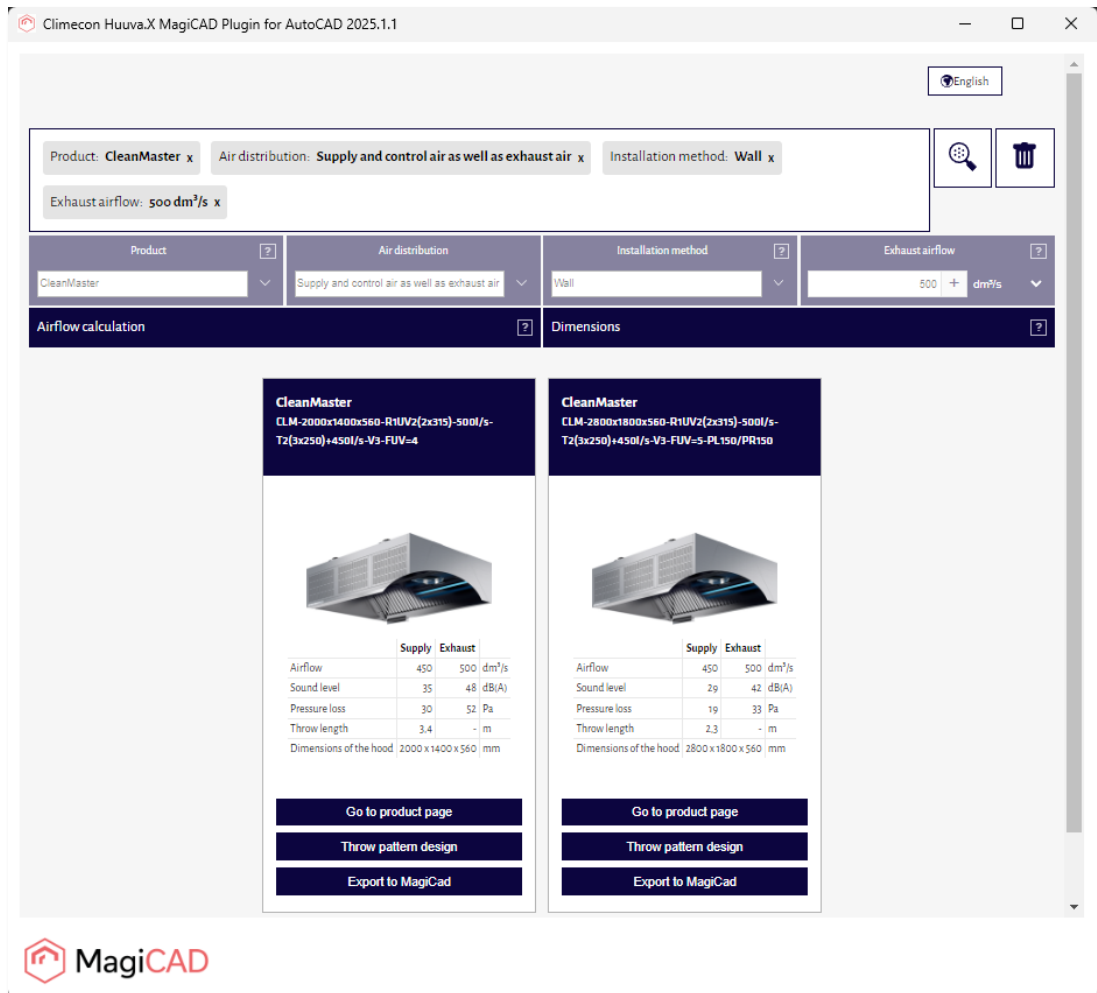 Climecon Huuva.X MagiCAD Plugin for AutoCAD 2025.1.1
English
Product: CleanMaster x Air distribution: Supply and control air as well as exhaust air x Installation method: Wall x
Exhaust airflow: 500 dm³/s x
Product ? Air distribution Installation method ? Exhaust airflow ?
CleanMaster Supply and control air as well as exhaust air Wall 500 + dm³/s
Airflow calculation ? Dimensions ?
CleanMaster
CLM-2000x1400x560-R1UV2(2x315)-500l/s-
T2(3x250)+450l/s-V3-FUV=4
Supply Exhaust
Airflow 450 500 dm³/s
Sound level 35 48 dB(A)
Pressure loss 30 52 Pa
Throw length 3,4 - m
Dimensions of the hood 2000 x 1400 x 560 mm
Go to product page
Throw pattern design
Export to MagiCad
CleanMaster
CLM-2800x1800x560-R1UV2(2x315)-500l/s-
T2(3x250)+450l/s-V3-FUV=5-PL150/PR150
Supply Exhaust
Airflow 450 500 dm³/s
Sound level 29 42 dB(A)
Pressure loss 19 33 Pa
Throw length 2,3 - m
Dimensions of the hood 2800 x 1800 x 560 mm
Go to product page
Throw pattern design
Export to MagiCad
MagiCAD